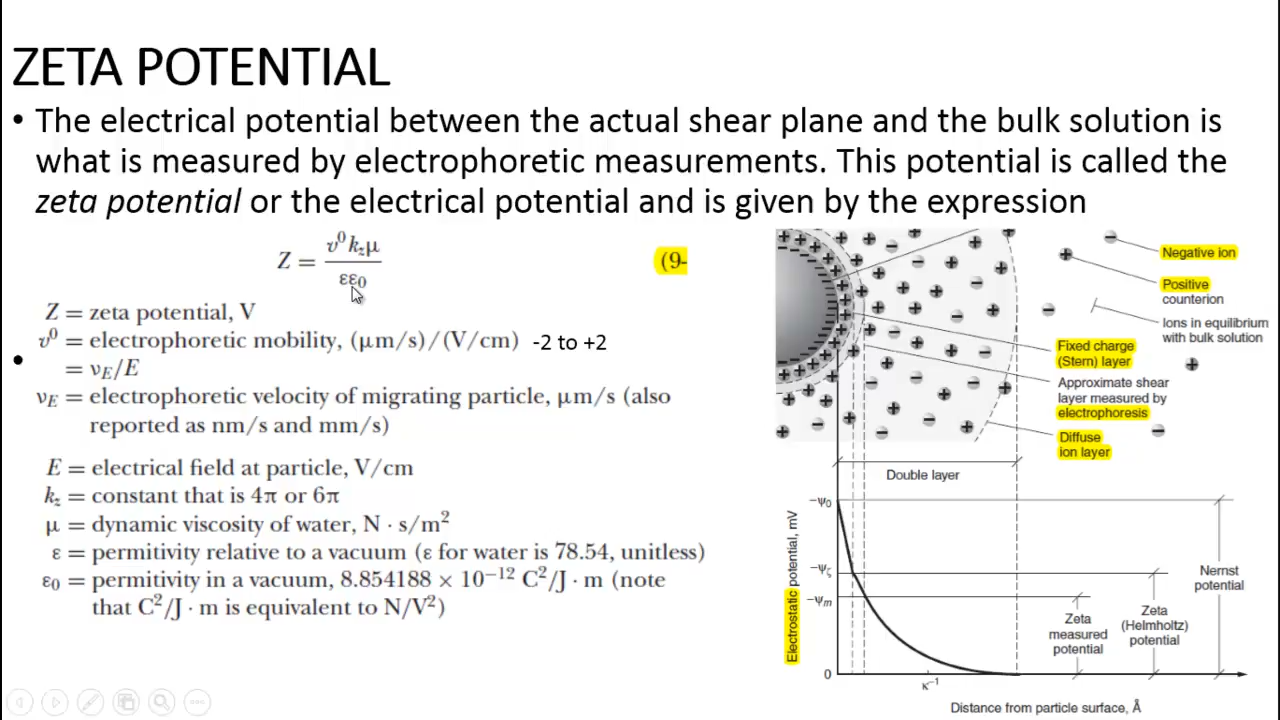 ZETA POTENTIAL
• The electrical potential between the actual shear plane and the bulk solution is
what is measured by electrophoretic measurements. This potential is called the
zeta potential or the electrical potential and is given by the expression
Z = v⁰k_zμ / εε₀ (9-
Z = zeta potential, V
v⁰ = electrophoretic mobility, (μm/s)/(V/cm) -2 to +2
• = v_E/E
v_E = electrophoretic velocity of migrating particle, μm/s (also
reported as nm/s and mm/s)
E = electrical field at particle, V/cm
k_z = constant that is 4π or 6π
μ = dynamic viscosity of water, N · s/m²
ε = permitivity relative to a vacuum (ε for water is 78.54, unitless)
ε₀ = permitivity in a vacuum, 8.854188 × 10⁻¹² C²/J · m (note
that C²/J · m is equivalent to N/V²)
Negative ion
Positive
counterion
Ions in equilibrium
with bulk solution
Fixed charge
(Stern) layer
Approximate shear
layer measured by
electrophoresis
Diffuse
ion layer
Double layer
Electrostatic potential, mV
−ψ₀
−ψ_ζ
−ψ_m
0
κ⁻¹
Zeta
measured
potential
Zeta
(Helmholtz)
potential
Nernst
potential
Distance from particle surface, Å